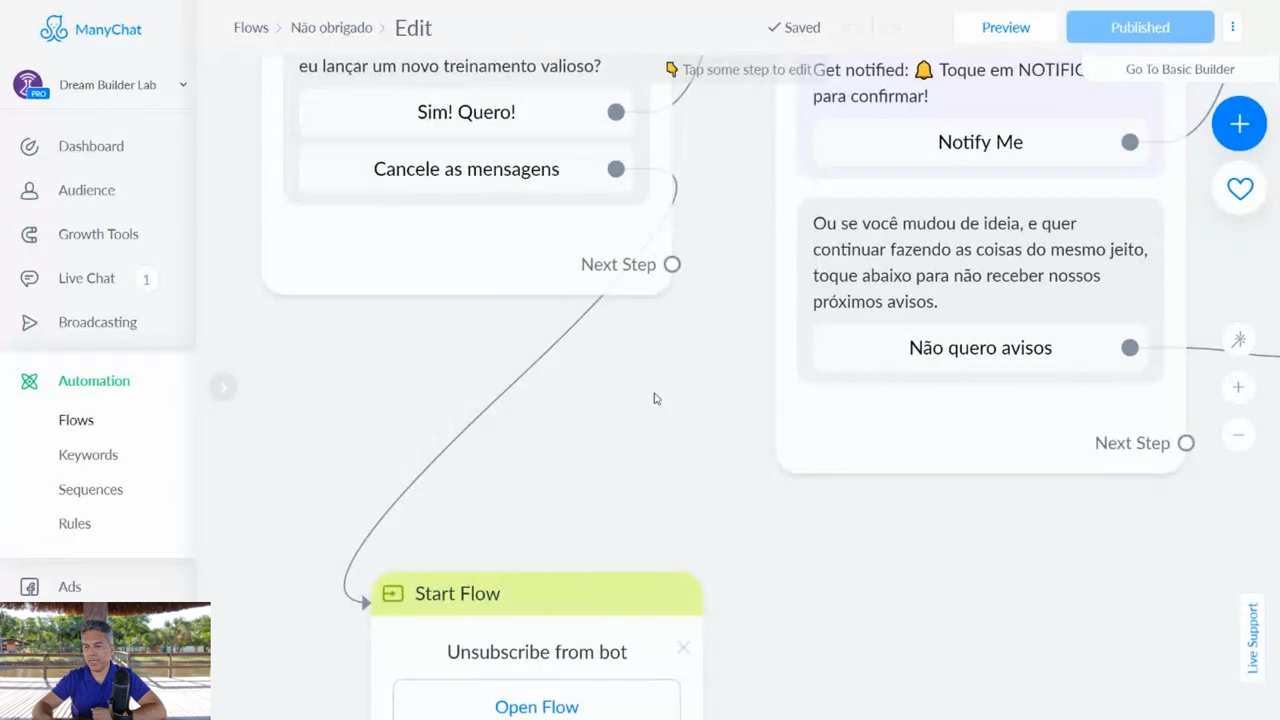 ManyChat
Flows > Não obrigado > Edit
Saved
Preview
Published
Dream Builder Lab
PRO
Dashboard
Audience
Growth Tools
Live Chat 1
Broadcasting
Automation
Flows
Keywords
Sequences
Rules
Ads
eu lançar um novo treinamento valioso?
Sim! Quero!
Cancele as mensagens
Next Step
Tap some step to edit
Go To Basic Builder
Get notified: 🔔 Toque em NOTIFIC
para confirmar!
Notify Me
Ou se você mudou de ideia, e quer
continuar fazendo as coisas do mesmo jeito,
toque abaixo para não receber nossos
próximos avisos.
Não quero avisos
Next Step
Start Flow
Unsubscribe from bot
Open Flow
Live Support